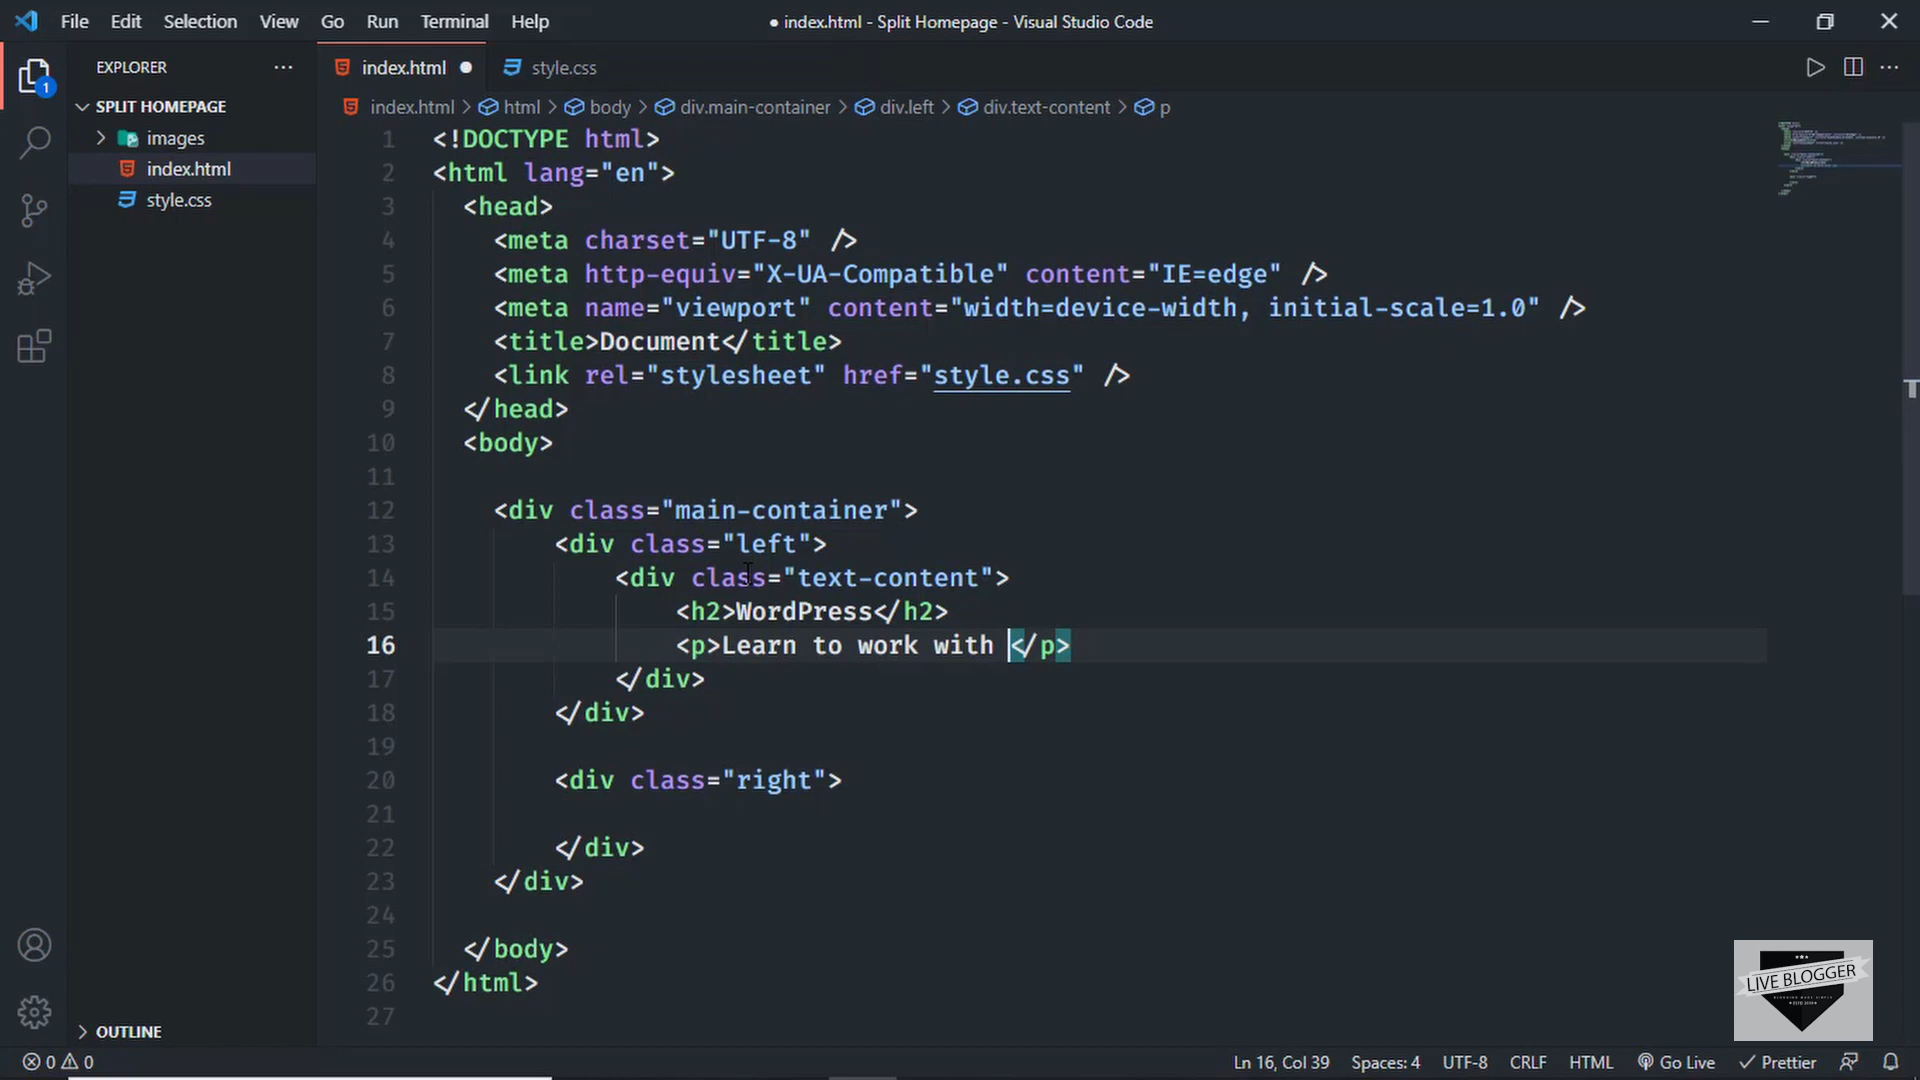 File Edit Selection View Go Run Terminal Help ● index.html - Split Homepage - Visual Studio Code
EXPLORER ···
1
index.html ●
style.css
SPLIT HOMEPAGE
index.html > html > body > div.main-container > div.left > div.text-content > p
images
index.html
style.css
1 <!DOCTYPE html>
2 <html lang="en">
3 <head>
4 <meta charset="UTF-8" />
5 <meta http-equiv="X-UA-Compatible" content="IE=edge" />
6 <meta name="viewport" content="width=device-width, initial-scale=1.0" />
7 <title>Document</title>
8 <link rel="stylesheet" href="style.css" />
9 </head>
10 <body>
11
12 <div class="main-container">
13 <div class="left">
14 <div class="text-content">
15 <h2>WordPress</h2>
16 <p>Learn to work with </p>
17 </div>
18 </div>
19
20 <div class="right">
21
22 </div>
23 </div>
24
25 </body>
26 </html>
27
LIVE BLOGGER
OUTLINE
0 0
Ln 16, Col 39 Spaces: 4 UTF-8 CRLF HTML Go Live Prettier